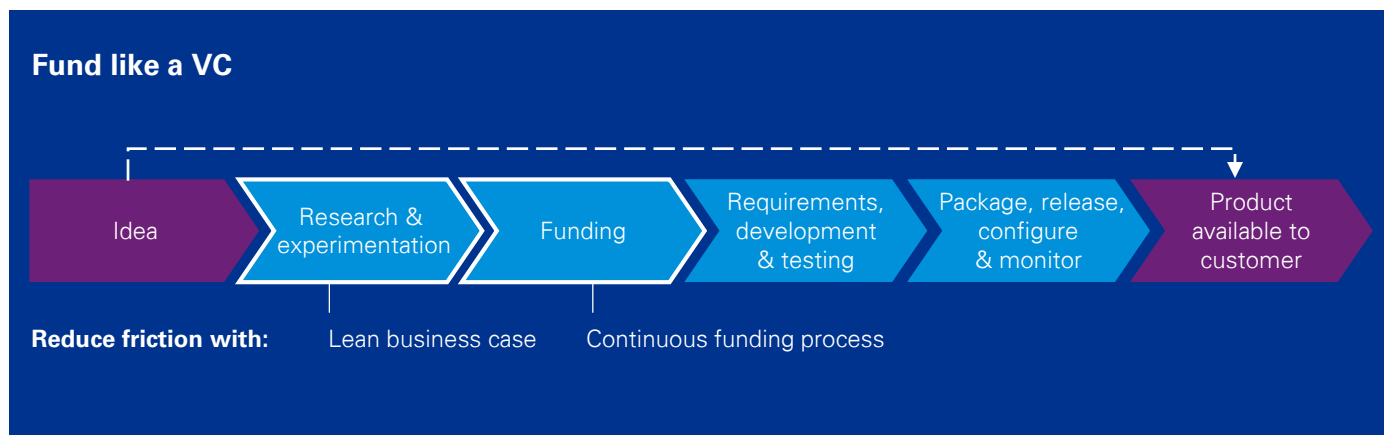 Fund like a VC
Idea
Research &
experimentation
Funding
Requirements,
development
& testing
Package, release,
configure
& monitor
Product
available to
customer
Reduce friction with:
Lean business case
Continuous funding process